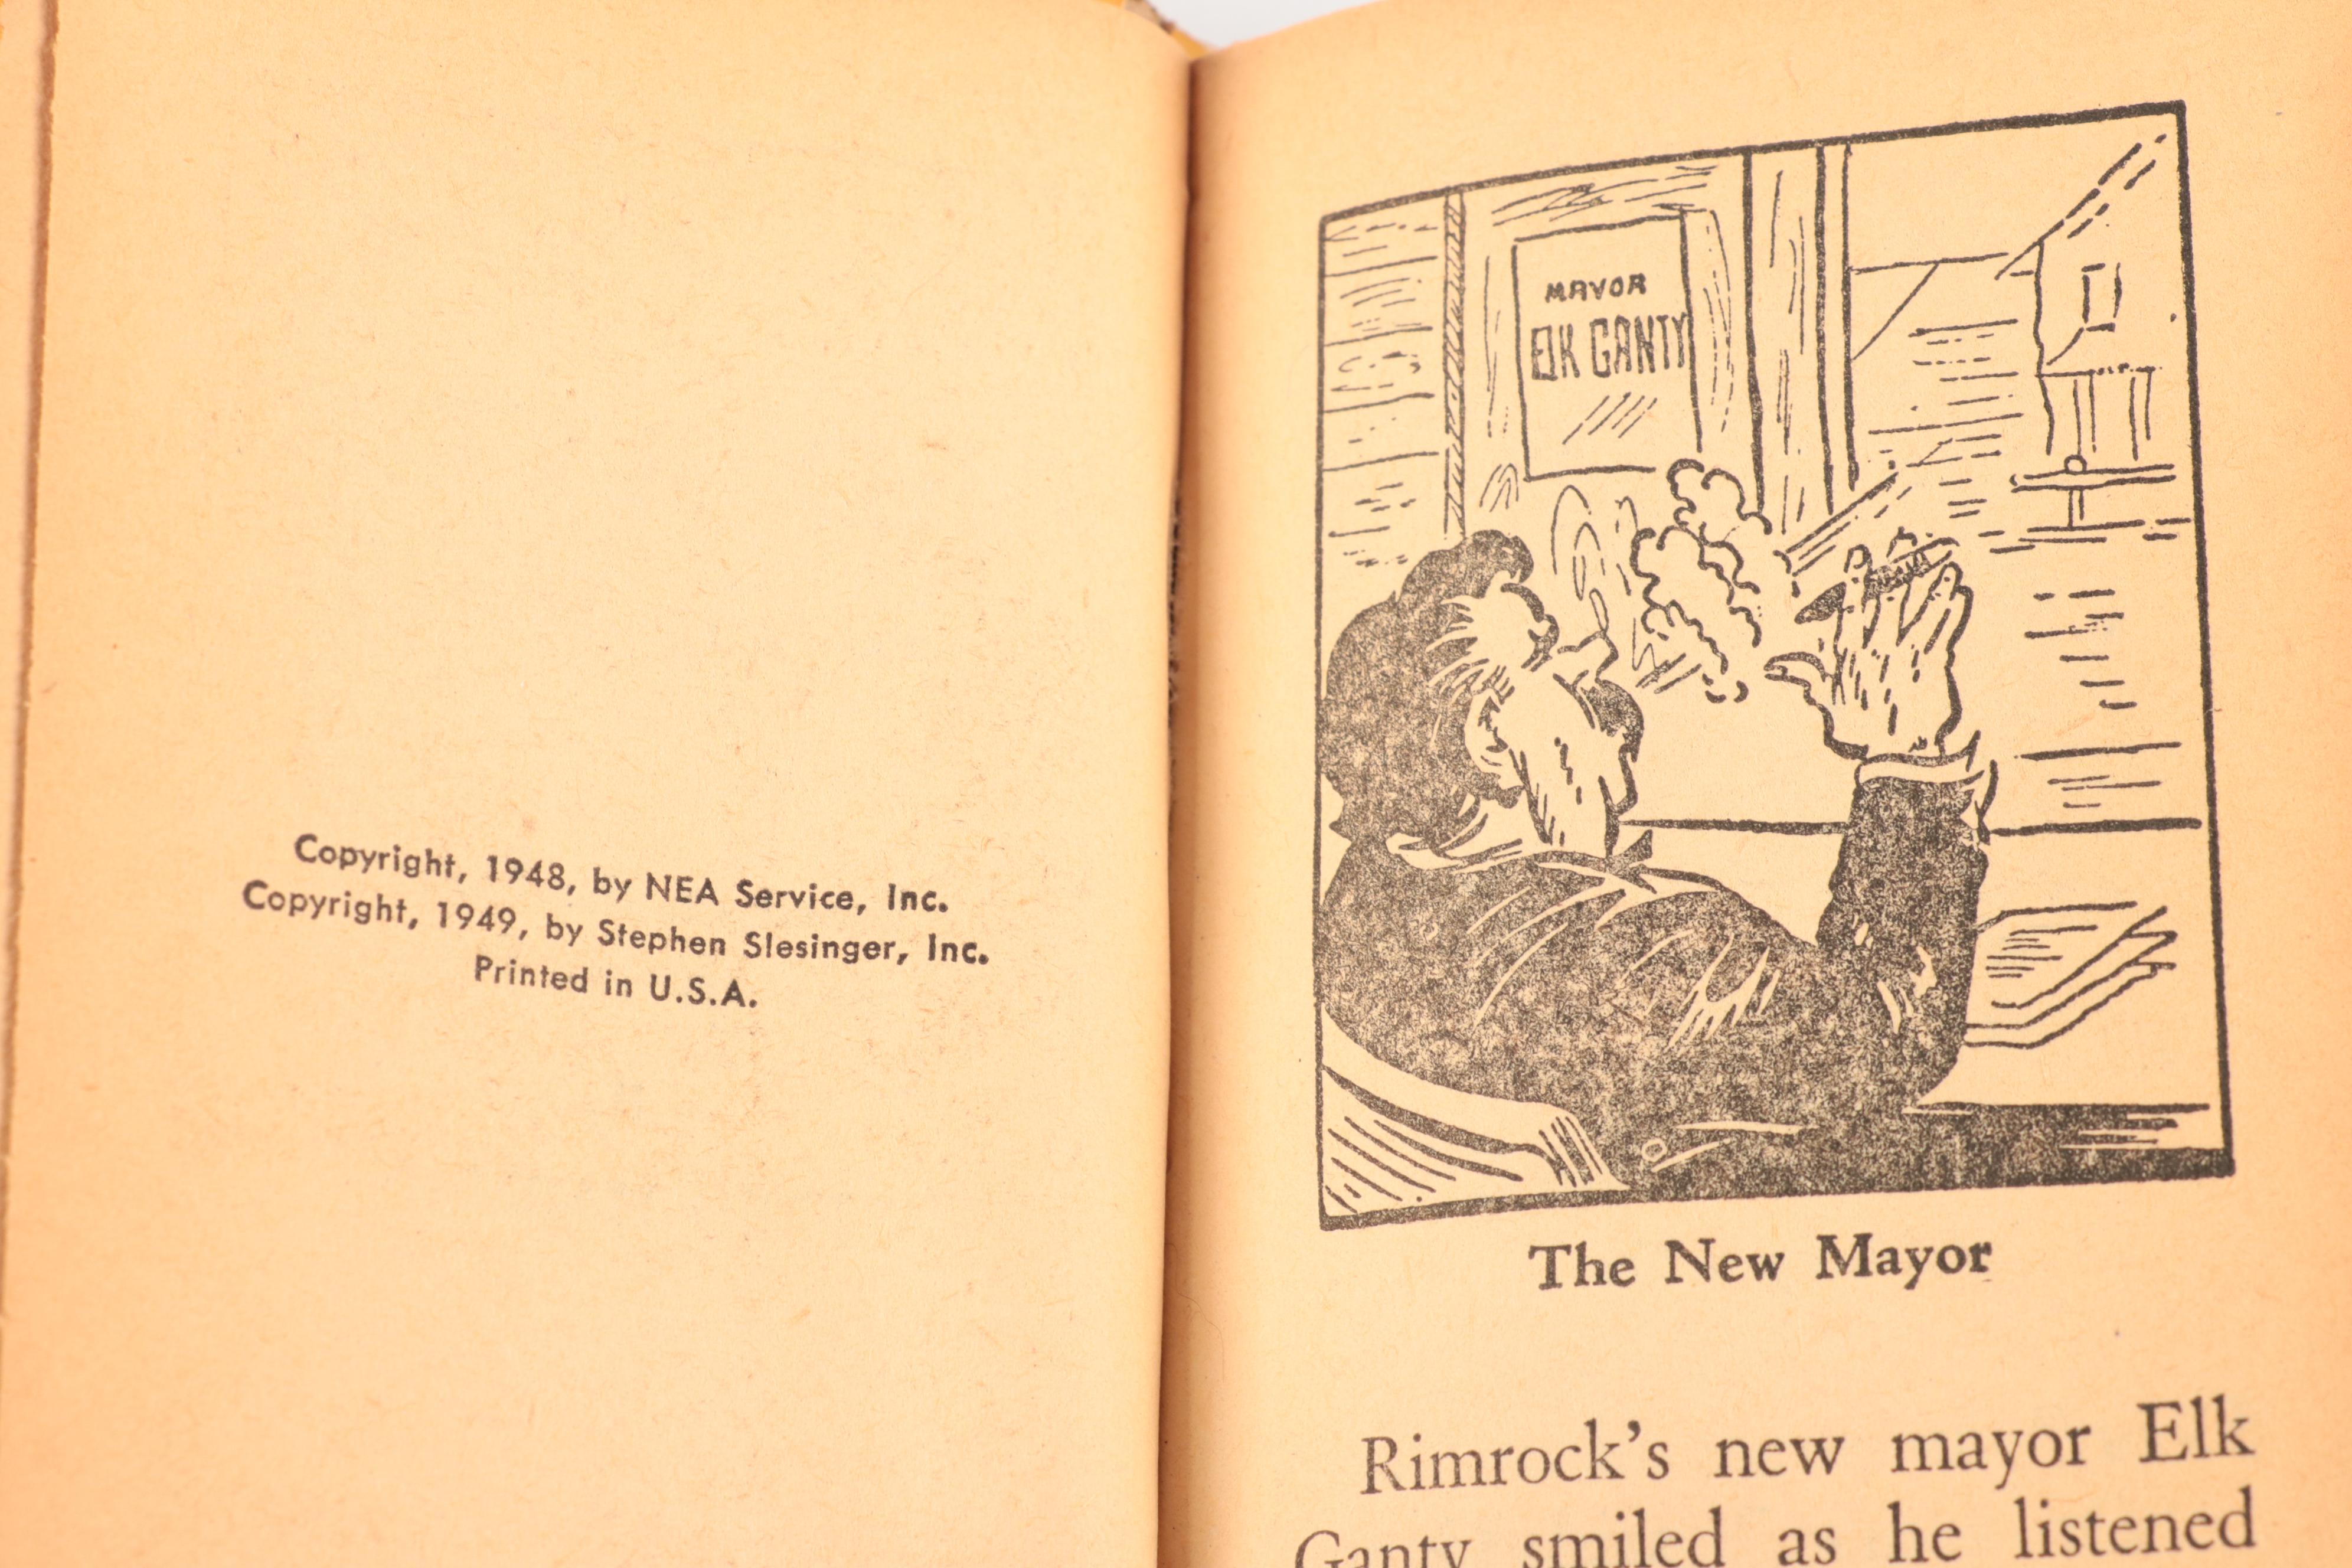 Copyright, 1948, by NEA Service, Inc.
Copyright, 1949, by Stephen Slesinger, Inc.
Printed in U.S.A.
MAYOR
ELK GANTY
The New Mayor
Rimrock's new mayor Elk
Ganty smiled as he listened